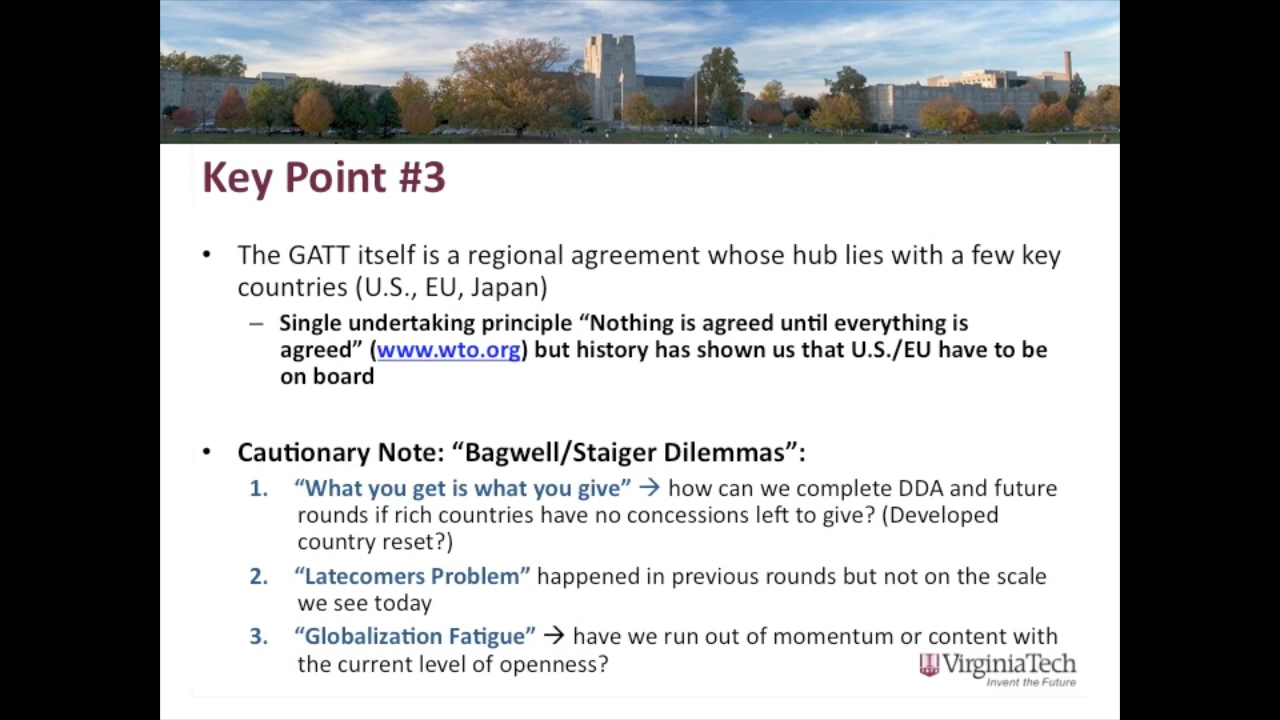 Key Point #3
• The GATT itself is a regional agreement whose hub lies with a few key
countries (U.S., EU, Japan)
– Single undertaking principle “Nothing is agreed until everything is
agreed” (www.wto.org) but history has shown us that U.S./EU have to be
on board
• Cautionary Note: “Bagwell/Staiger Dilemmas”:
1. “What you get is what you give” → how can we complete DDA and future
rounds if rich countries have no concessions left to give? (Developed
country reset?)
2. “Latecomers Problem” happened in previous rounds but not on the scale
we see today
3. “Globalization Fatigue” → have we run out of momentum or content with
the current level of openness?
VirginiaTech
Invent the Future